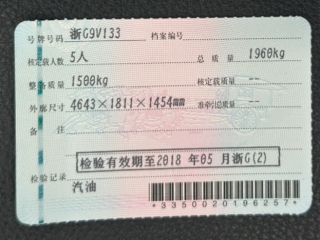 号牌号码 浙G9V133 档案编号
核定载人数 5人 总质量 1960kg
整备质量 1500kg 核定载质量 --
外廓尺寸 4643×1811×1454mm 准牵引总质量 --
备注
检验有效期至2018 年05 月浙G(2)
检验记录
汽油
*3350020196257*